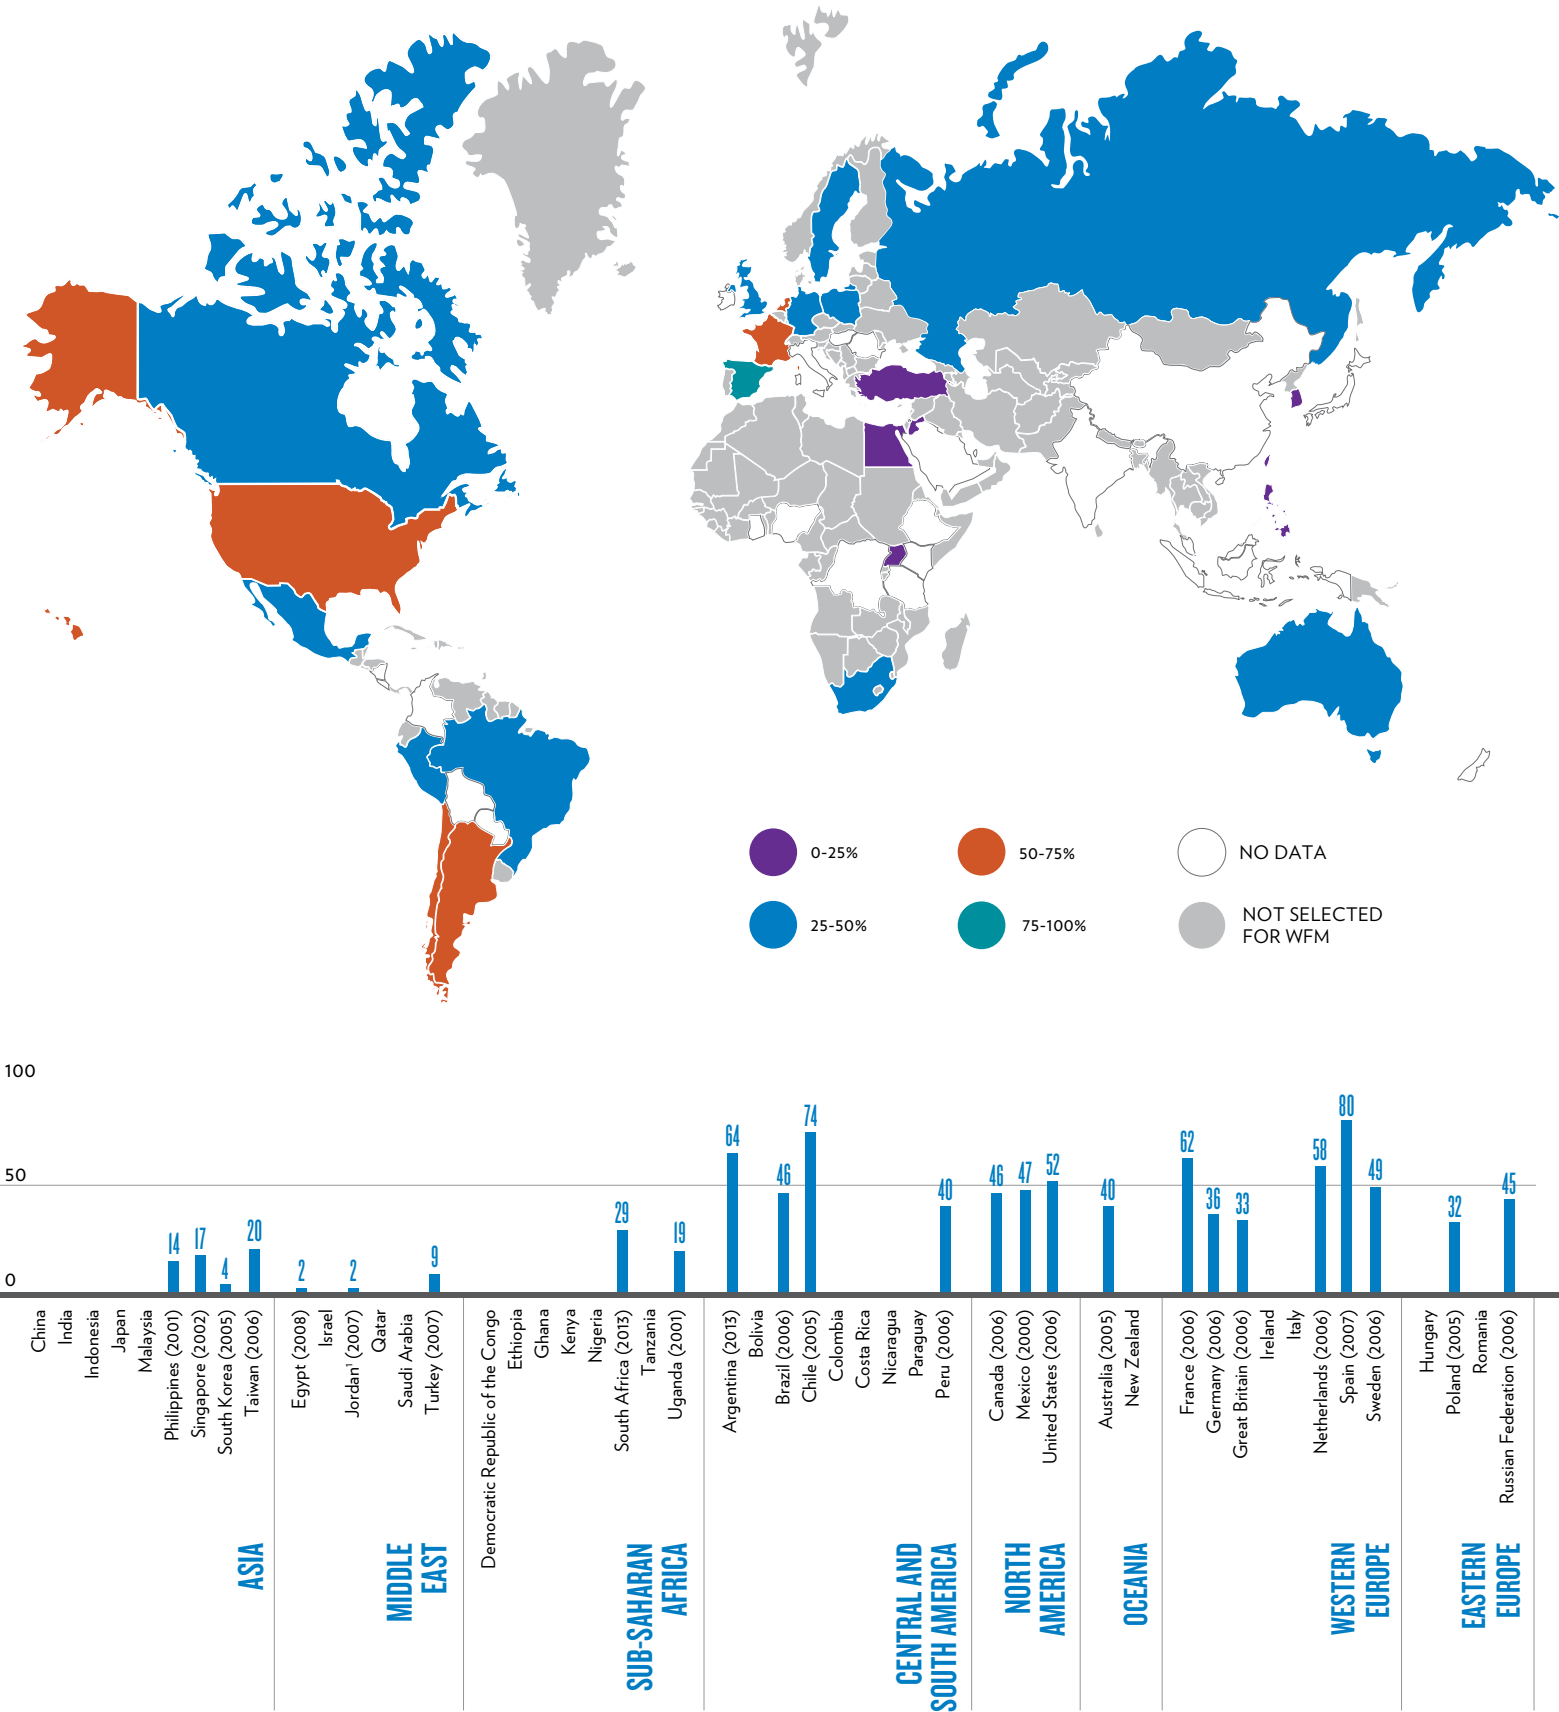 0-25%
50-75%
NO DATA
25-50%
75-100%
NOT SELECTED
FOR WFM
100
50
0
14
17
4
20
2
2
9
29
19
64
46
74
40
46
47
52
40
62
36
33
58
80
49
32
45
China
India
Indonesia
Japan
Malaysia
Philippines (2001)
Singapore (2002)
South Korea (2005)
Taiwan (2006)
Egypt (2008)
Israel
Jordan¹ (2007)
Qatar
Saudi Arabia
Turkey (2007)
Democratic Republic of the Congo
Ethiopia
Ghana
Kenya
Nigeria
South Africa (2013)
Tanzania
Uganda (2001)
Argentina (2013)
Bolivia
Brazil (2006)
Chile (2005)
Colombia
Costa Rica
Nicaragua
Paraguay
Peru (2006)
Canada (2006)
Mexico (2000)
United States (2006)
Australia (2005)
New Zealand
France (2006)
Germany (2006)
Great Britain (2006)
Ireland
Italy
Netherlands (2006)
Spain (2007)
Sweden (2006)
Hungary
Poland (2005)
Romania
Russian Federation (2006)
ASIA
MIDDLE
EAST
SUB-SAHARAN
AFRICA
CENTRAL AND
SOUTH AMERICA
NORTH
AMERICA
OCEANIA
WESTERN
EUROPE
EASTERN
EUROPE